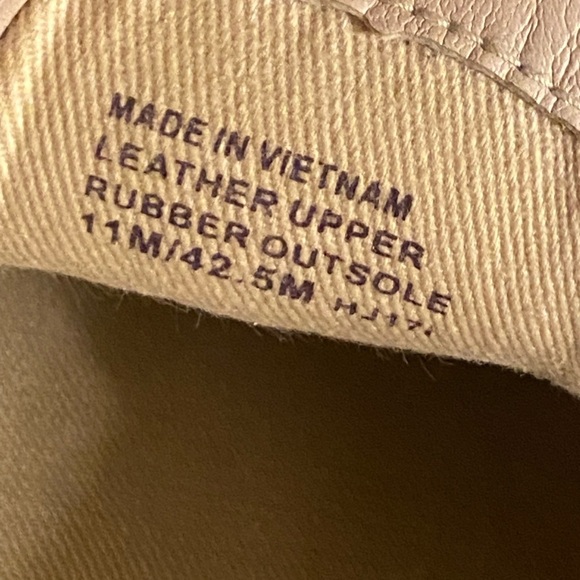 MADE IN VIETNAM
LEATHER UPPER
RUBBER OUTSOLE
11M/42.5M